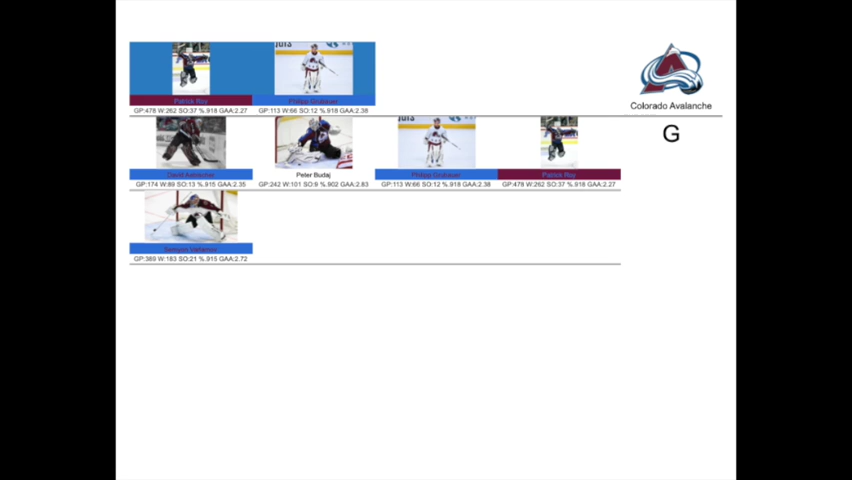 Patrick Roy
Philipp Grubauer
GP:478 W:262 SO:37 %.918 GAA:2.27
GP:113 W:66 SO:12 %.918 GAA:2.38
Colorado Avalanche
G
David Aebischer
Peter Budaj
Philipp Grubauer
Patrick Roy
GP:174 W:89 SO:13 %.915 GAA:2.35
GP:242 W:101 SO:9 %.902 GAA:2.83
GP:113 W:66 SO:12 %.918 GAA:2.38
GP:478 W:262 SO:37 %.918 GAA:2.27
Semyon Varlamov
GP:389 W:183 SO:21 %.915 GAA:2.72